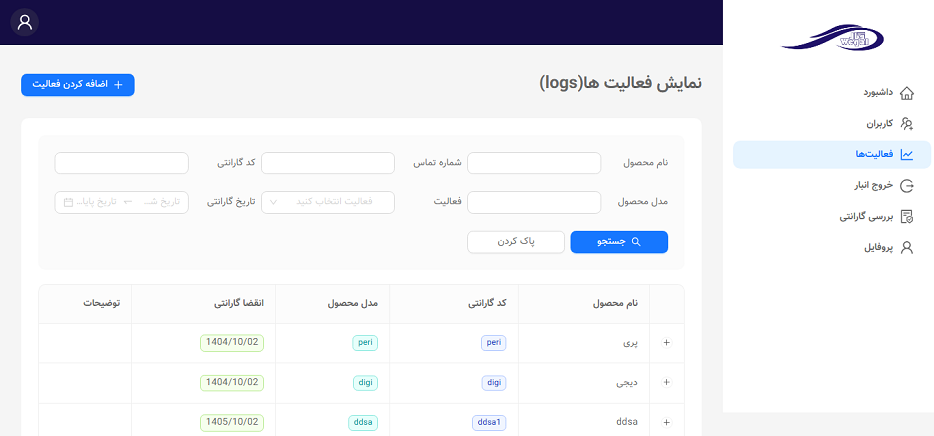 داشبورد
کاربران
فعالیت‌ها
خروج انبار
بررسی گارانتی
پروفایل
نمایش فعالیت ها(logs)
اضافه کردن فعالیت
نام محصول
شماره تماس
کد گارانتی
مدل محصول
فعالیت
فعالیت انتخاب کنید
تاریخ گارانتی
تاریخ ش... تاریخ پایا...
جستجو
پاک کردن
نام محصول کد گارانتی مدل محصول انقضا گارانتی توضیحات
+ پری peri peri 1404/10/02
+ دیجی digi digi 1404/10/02
+ ddsa ddsa1 ddsa 1405/10/02